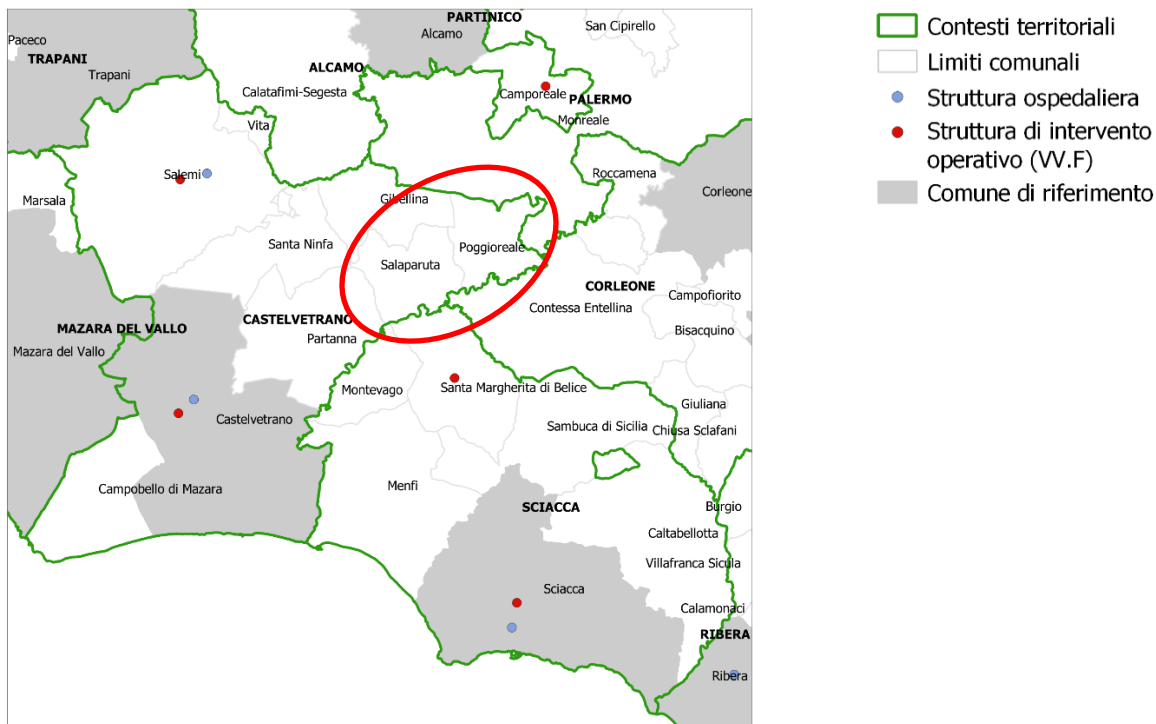 PARTINICO
San Cipirello
Alcamo
Paceco
TRAPANI
Trapani
ALCAMO
Calatafimi-Segesta
Camporeale
PALERMO
Monreale
Vita
Salemi
Roccamena
Corleone
Marsala
Gibellina
Santa Ninfa
Poggioreale
Salaparuta
CORLEONE
Campofiorito
Contessa Entellina
CASTELVETRANO
MAZARA DEL VALLO
Bisacquino
Partanna
Mazara del Vallo
Montevago
Santa Margherita di Belice
Giuliana
Castelvetrano
Sambuca di Sicilia
Chiusa Sclafani
Campobello di Mazara
Menfi
SCIACCA
Burgio
Caltabellotta
Villafranca Sicula
Sciacca
Calamonaci
RIBERA
Ribera
Contesti territoriali
Limiti comunali
Struttura ospedaliera
Struttura di intervento
operativo (VV.F)
Comune di riferimento